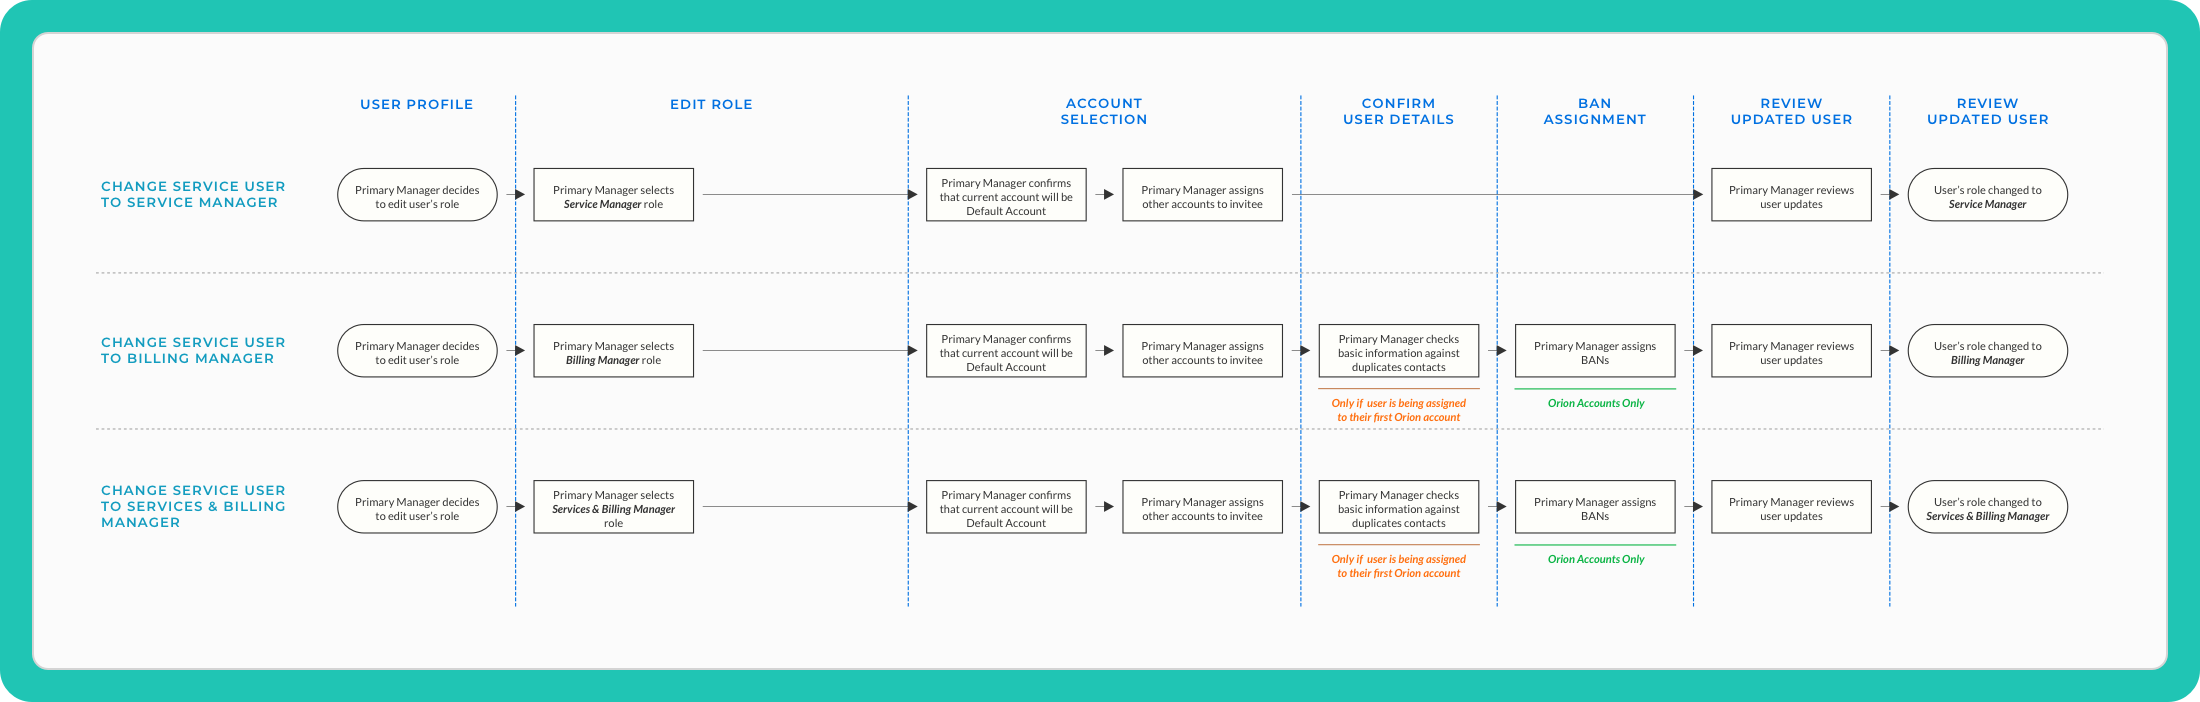 USER PROFILE
EDIT ROLE
ACCOUNT
SELECTION
CONFIRM
USER DETAILS
BAN
ASSIGNMENT
REVIEW
UPDATED USER
REVIEW
UPDATED USER
CHANGE SERVICE USER
TO SERVICE MANAGER
Primary Manager decides
to edit user's role
Primary Manager selects
Service Manager role
Primary Manager confirms
that current account will be
Default Account
Primary Manager assigns
other accounts to invitee
Primary Manager reviews
user updates
User's role changed to
Service Manager
CHANGE SERVICE USER
TO BILLING MANAGER
Primary Manager decides
to edit user's role
Primary Manager selects
Billing Manager role
Primary Manager confirms
that current account will be
Default Account
Primary Manager assigns
other accounts to invitee
Primary Manager checks
basic information against
duplicates contacts
Only if user is being assigned
to their first Orion account
Primary Manager assigns
BANs
Orion Accounts Only
Primary Manager reviews
user updates
User's role changed to
Billing Manager
CHANGE SERVICE USER
TO SERVICES & BILLING
MANAGER
Primary Manager decides
to edit user's role
Primary Manager selects
Services & Billing Manager
role
Primary Manager confirms
that current account will be
Default Account
Primary Manager assigns
other accounts to invitee
Primary Manager checks
basic information against
duplicates contacts
Only if user is being assigned
to their first Orion account
Primary Manager assigns
BANs
Orion Accounts Only
Primary Manager reviews
user updates
User's role changed to
Services & Billing Manager